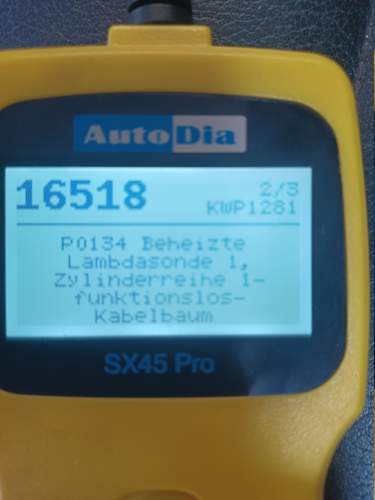 AutoDia
16518
2/3
KWP1281
P0134 Beheizte
Lambdasonde 1,
Zylinderreihe 1-
funktionslos-
Kabelbaum
SX45 Pro